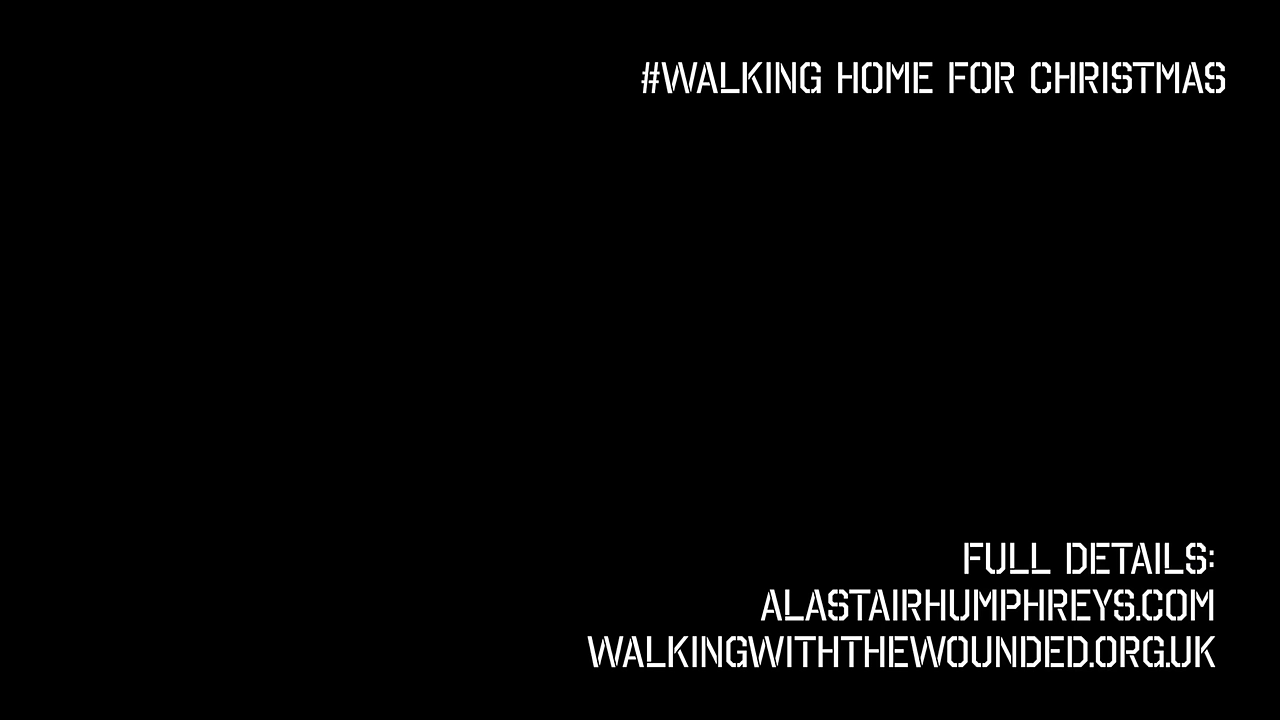 #WALKING HOME FOR CHRISTMAS
FULL DETAILS:
ALASTAIRHUMPHREYS.COM
WALKINGWITHTHEWOUNDED.ORG.UK